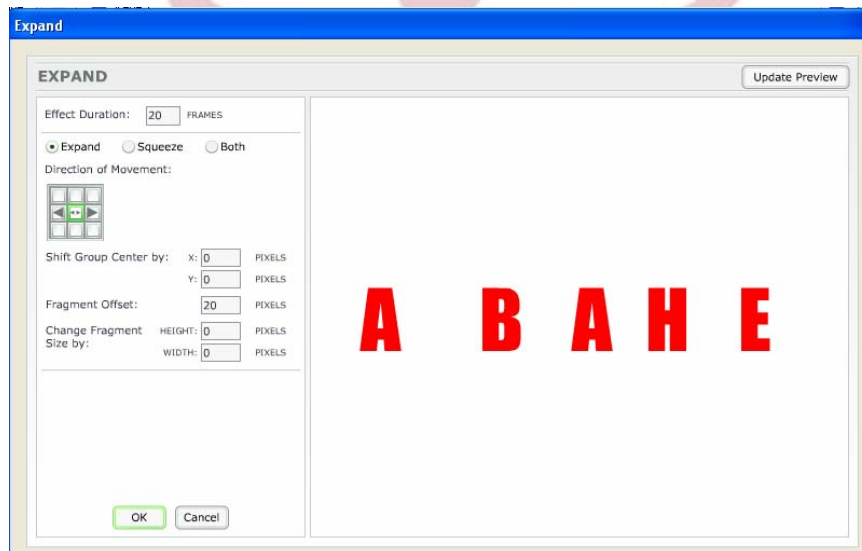 Expand
EXPAND
Update Preview
Effect Duration: 20 FRAMES
Expand Squeeze Both
Direction of Movement:
Shift Group Center by: X: 0 PIXELS
Y: 0 PIXELS
Fragment Offset: 20 PIXELS
Change Fragment Size by: HEIGHT: 0 PIXELS
WIDTH: 0 PIXELS
OK Cancel
A B A H E